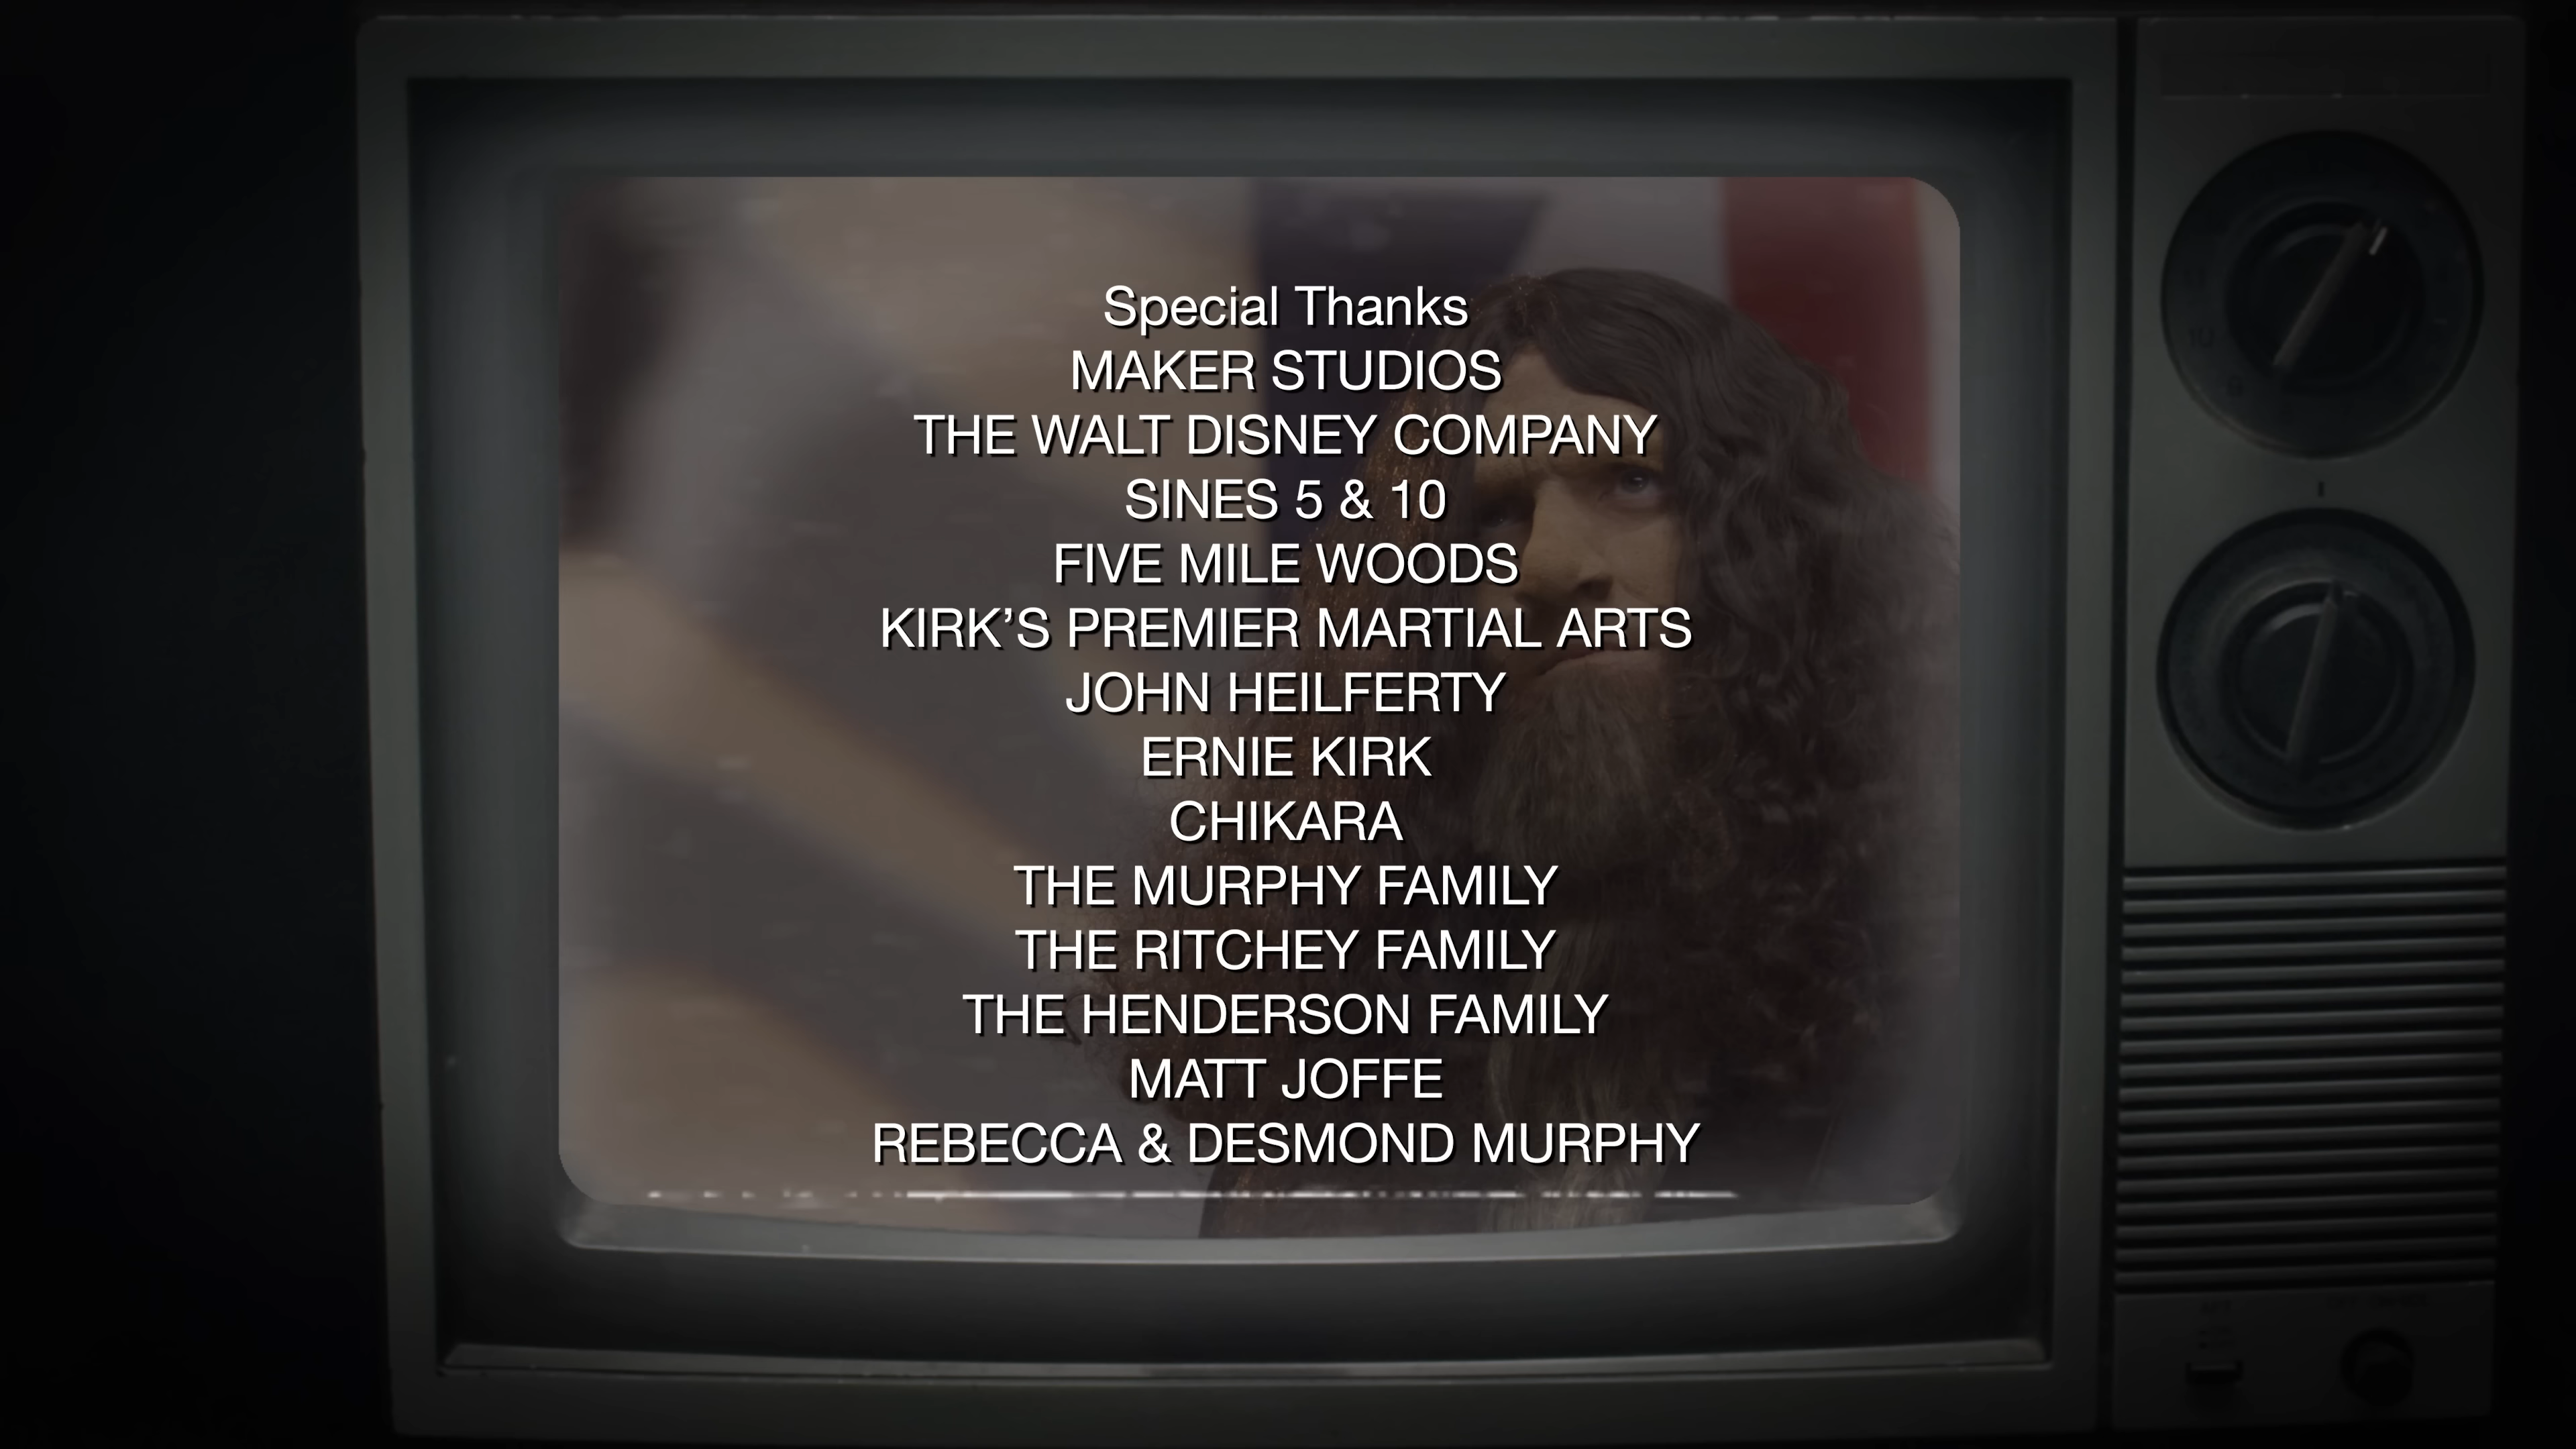 Special Thanks
MAKER STUDIOS
THE WALT DISNEY COMPANY
SINES 5 & 10
FIVE MILE WOODS
KIRK’S PREMIER MARTIAL ARTS
JOHN HEILFERTY
ERNIE KIRK
CHIKARA
THE MURPHY FAMILY
THE RITCHEY FAMILY
THE HENDERSON FAMILY
MATT JOFFE
REBECCA & DESMOND MURPHY